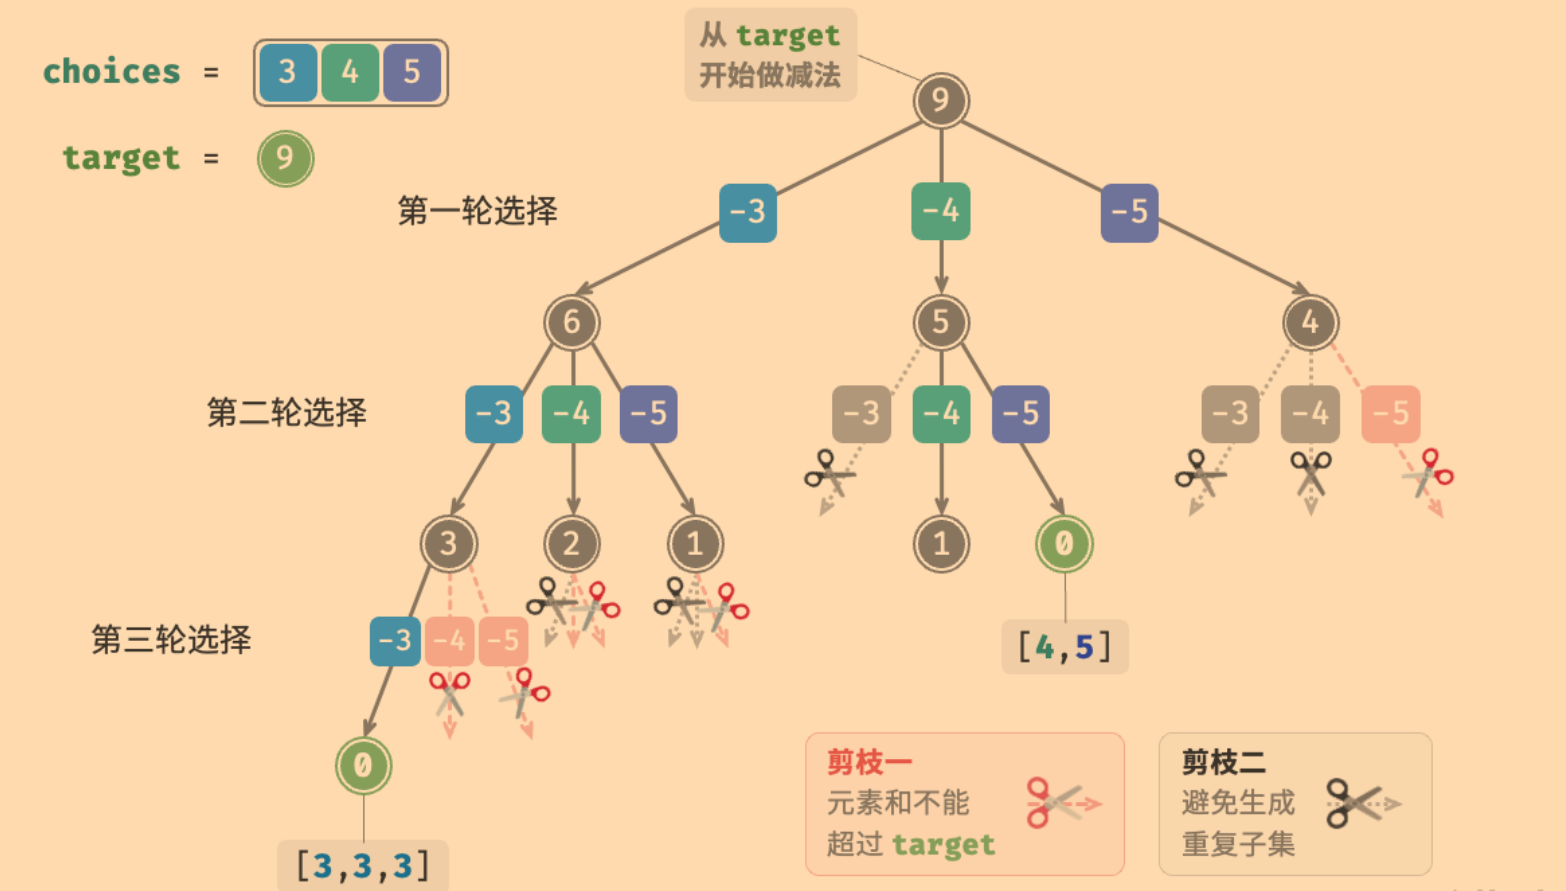 从 target
开始做减法
choices = 3 4 5
target = 9
9
第一轮选择
-3 -4 -5
6 5 4
第二轮选择
-3 -4 -5 -3 -4 -5 -3 -4 -5
3 2 1 1 0
第三轮选择
-3 -4 -5
[4,5]
0
[3,3,3]
剪枝一
元素和不能
超过 target
剪枝二
避免生成
重复子集